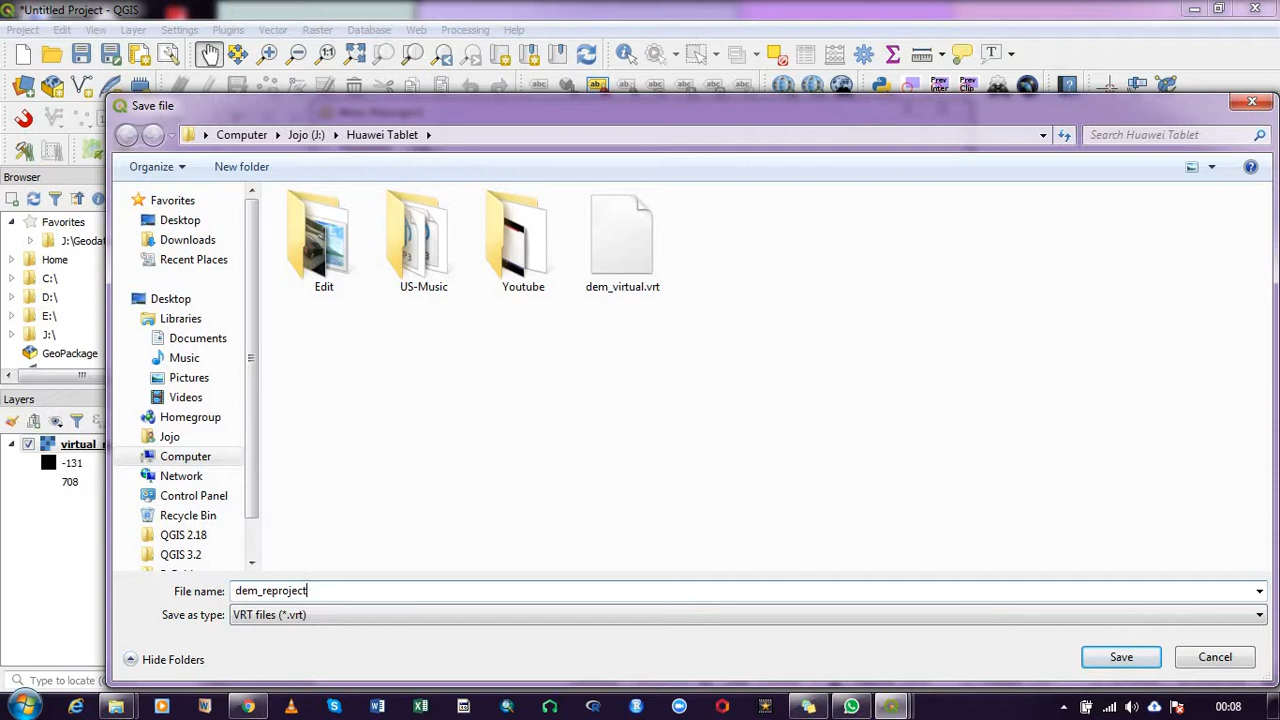 *Untitled Project - QGIS
Project Edit View Layer Settings Plugins Vector Raster Database Web Processing Help
Save file
Computer Jojo (J:) Huawei Tablet
Search Huawei Tablet
Organize New folder
Browser
Favorites
J:\Geodat
Home
C:\
D:\
E:\
J:\
GeoPackage
Layers
virtual_r
-131
708
Type to locate (
Favorites
Desktop
Downloads
Recent Places
Desktop
Libraries
Documents
Music
Pictures
Videos
Homegroup
Jojo
Computer
Network
Control Panel
Recycle Bin
QGIS 2.18
QGIS 3.2
Edit
US-Music
Youtube
dem_virtual.vrt
File name: dem_reproject
Save as type: VRT files (*.vrt)
Hide Folders
Save
Cancel
00:08